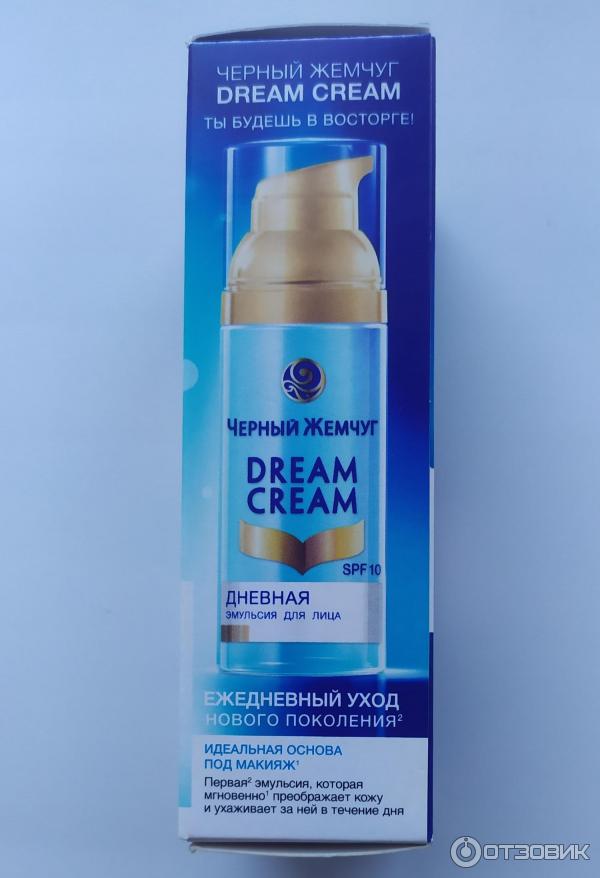 ЧЕРНЫЙ ЖЕМЧУГ
DREAM CREAM
ТЫ БУДЕШЬ В ВОСТОРГЕ!
ЧЕРНЫЙ ЖЕМЧУГ
DREAM
CREAM
SPF 10
ДНЕВНАЯ
ЭМУЛЬСИЯ ДЛЯ ЛИЦА
ЕЖЕДНЕВНЫЙ УХОД
НОВОГО ПОКОЛЕНИЯ²
ИДЕАЛЬНАЯ ОСНОВА
ПОД МАКИЯЖ¹
Первая² эмульсия, которая
мгновенно¹ преображает кожу
и ухаживает за ней в течение дня
ОТЗОВИК